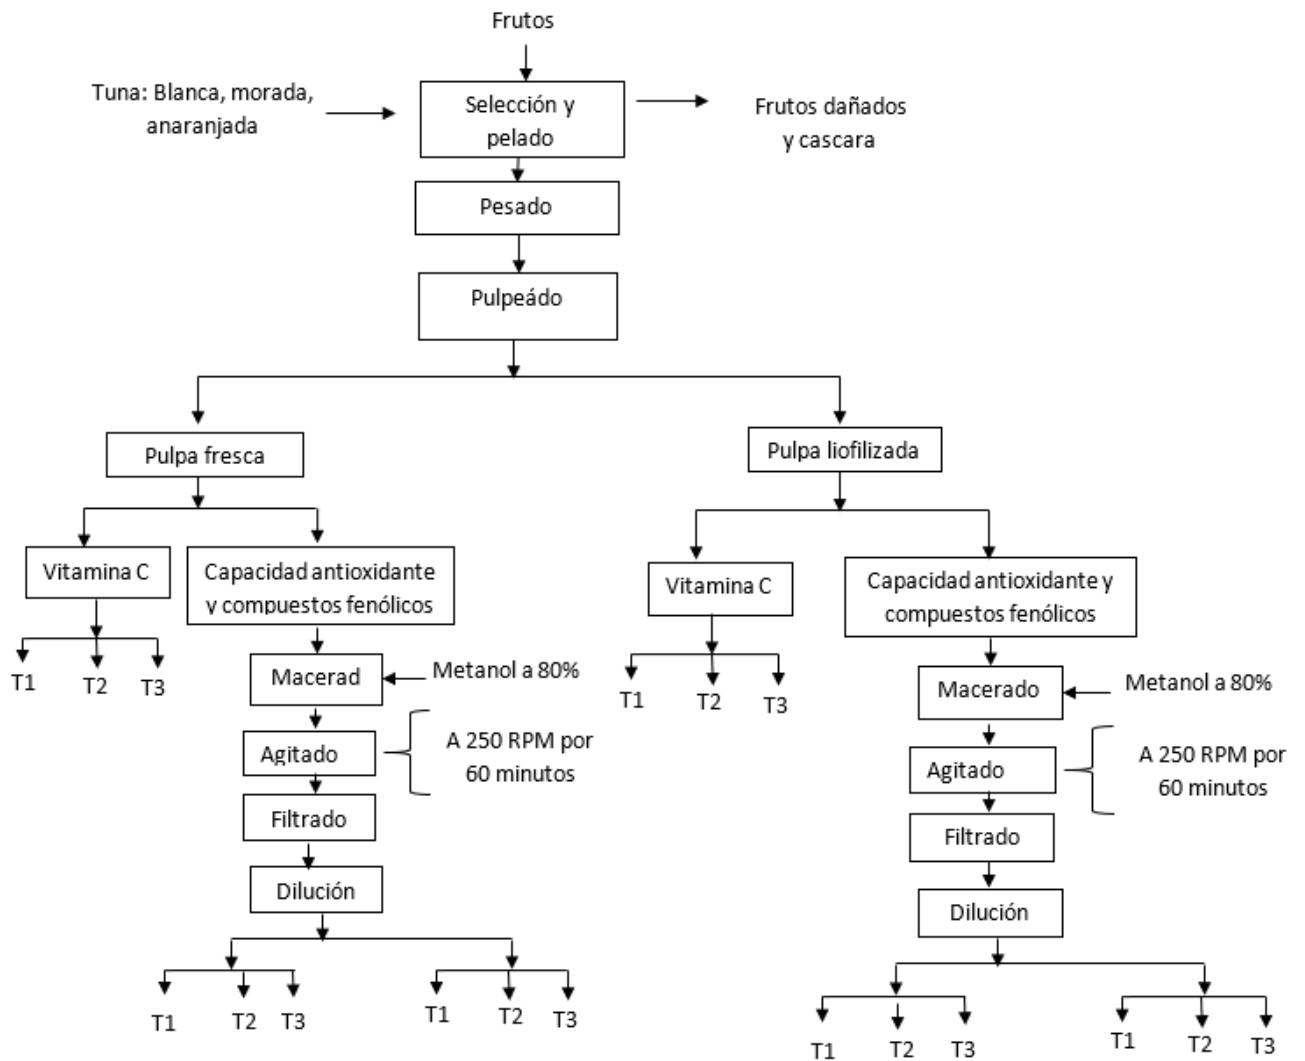 Frutos
Tuna: Blanca, morada,
anaranjada
Selección y
pelado
Frutos dañados
y cascara
Pesado
Pulpeádo
Pulpa fresca
Pulpa liofilizada
Vitamina C
Capacidad antioxidante
y compuestos fenólicos
T1
T2
T3
Macerad
Metanol a 80%
Agitado
A 250 RPM por
60 minutos
Filtrado
Dilución
T1
T2
T3
T1
T2
T3
Vitamina C
Capacidad antioxidante y
compuestos fenólicos
T1
T2
T3
Macerado
Metanol a 80%
Agitado
A 250 RPM por
60 minutos
Filtrado
Dilución
T1
T2
T3
T1
T2
T3